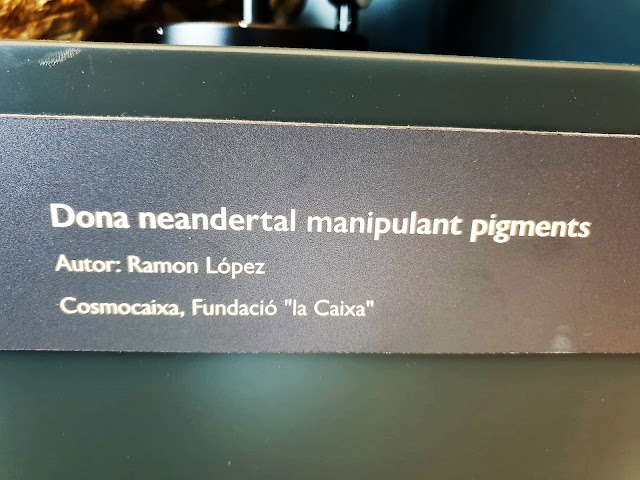 Dona neandertal manipulant pigments
Autor: Ramon López
Cosmocaixa, Fundació "la Caixa"